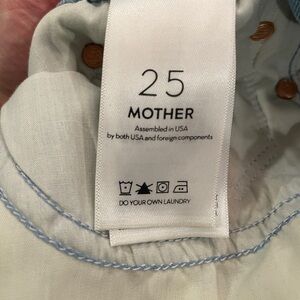 25
MOTHER
Assembled in USA
by both USA and foreign components
DO YOUR OWN LAUNDRY